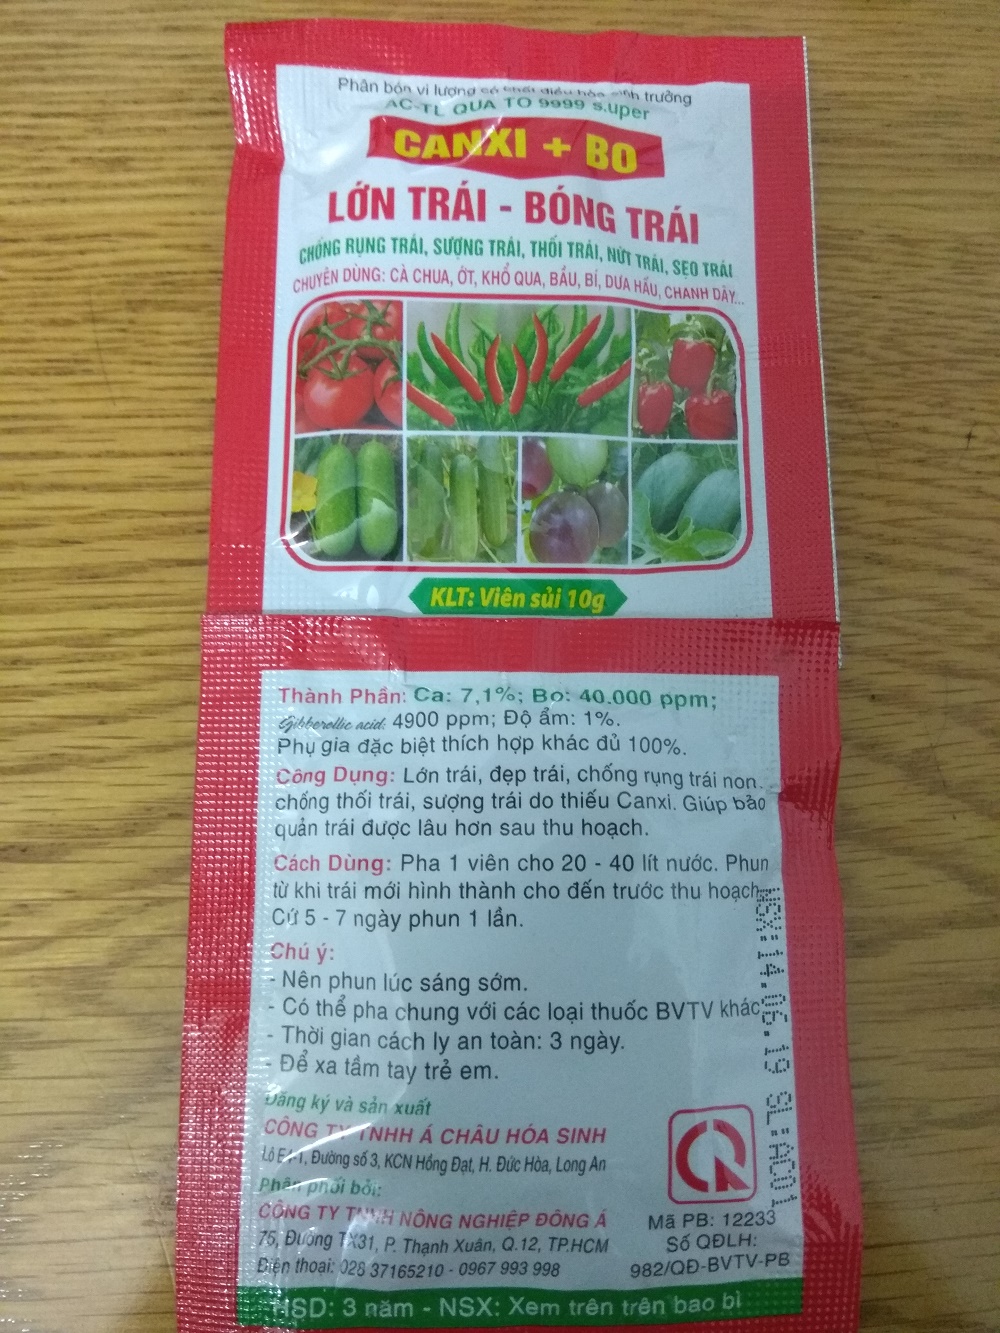 Phân bón vi lượng có chất điều hòa sinh trưởng
AC-TL QUA TO 9999 s.uper
CANXI + BO
LỚN TRÁI - BÓNG TRÁI
CHỐNG RỤNG TRÁI, SƯỢNG TRÁI, THỐI TRÁI, NỨT TRÁI, SẸO TRÁI
CHUYÊN DÙNG: CÀ CHUA, ỚT, KHỔ QUA, BẦU, BÍ, DƯA HẤU, CHANH DÂY...
KLT: Viên sủi 10g
Thành Phần: Ca: 7,1%; Bo: 40.000 ppm;
Gibberellic acid: 4900 ppm; Độ ẩm: 1%.
Phụ gia đặc biệt thích hợp khác đủ 100%.
Công Dụng: Lớn trái, đẹp trái, chống rụng trái non.
chống thối trái, sượng trái do thiếu Canxi. Giúp bảo
quản trái được lâu hơn sau thu hoạch.
Cách Dùng: Pha 1 viên cho 20 - 40 lít nước. Phun
từ khi trái mới hình thành cho đến trước thu hoạch
Cứ 5 - 7 ngày phun 1 lần.
Chú ý:
- Nên phun lúc sáng sớm.
- Có thể pha chung với các loại thuốc BVTV khác
- Thời gian cách ly an toàn: 3 ngày.
- Để xa tầm tay trẻ em.
NSX:14.06.19 SLS:HC01
Đăng ký và sản xuất
CÔNG TY TNHH Á CHÂU HÓA SINH
Lô E4-1, Đường số 3, KCN Hồng Đạt, H. Đức Hòa, Long An
Phân phối bởi:
CÔNG TY TNHH NÔNG NGHIỆP ĐÔNG Á
75, Đường TX31, P. Thạnh Xuân, Q.12, TP.HCM
Điện thoại: 028 37165210 - 0967 993 998
Mã PB: 12233
Số QĐLH:
982/QĐ-BVTV-PB
HSD: 3 năm - NSX: Xem trên trên bao bì